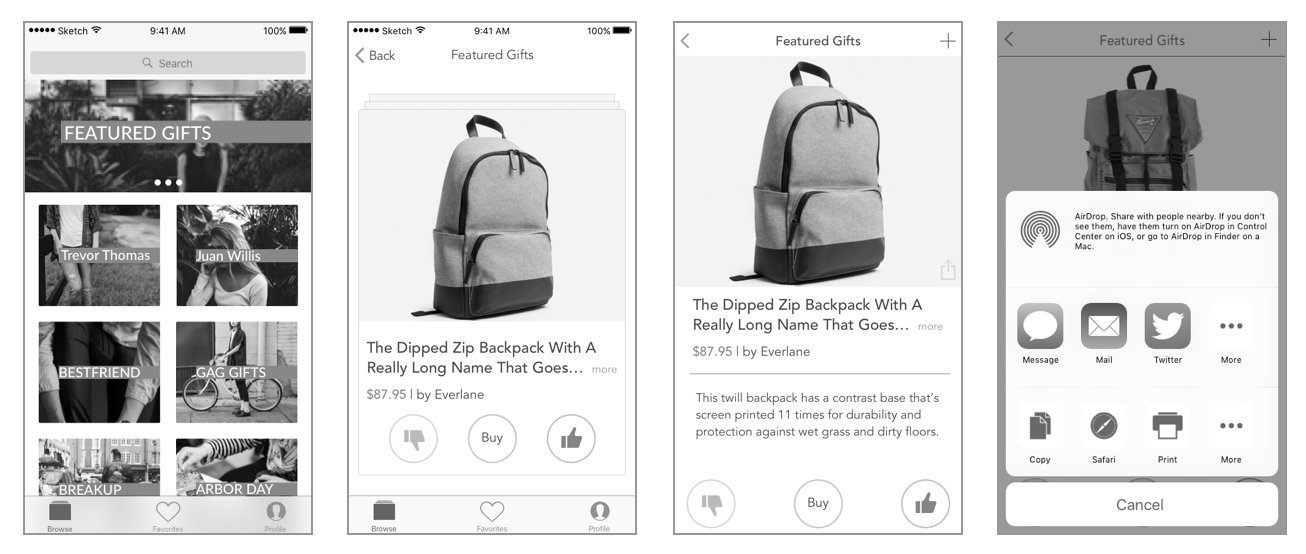 Sketch 9:41 AM 100%
Search
FEATURED GIFTS
Trevor Thomas
Juan Willis
BESTFRIEND
GAG GIFTS
BREAKUP
ARBOR DAY
Browse
Favorites
Profile
Sketch 9:41 AM 100%
Back Featured Gifts
The Dipped Zip Backpack With A
Really Long Name That Goes... more
$87.95 | by Everlane
Buy
Browse
Favorites
Profile
Featured Gifts
The Dipped Zip Backpack With A
Really Long Name That Goes... more
$87.95 | by Everlane
This twill backpack has a contrast base that's
screen printed 11 times for durability and
protection against wet grass and dirty floors.
Buy
Featured Gifts
AirDrop. Share with people nearby. If you don't
see them, have them turn on AirDrop in Control
Center on iOS, or go to AirDrop in Finder on a
Mac.
Message
Mail
Twitter
More
Copy
Safari
Print
More
Cancel